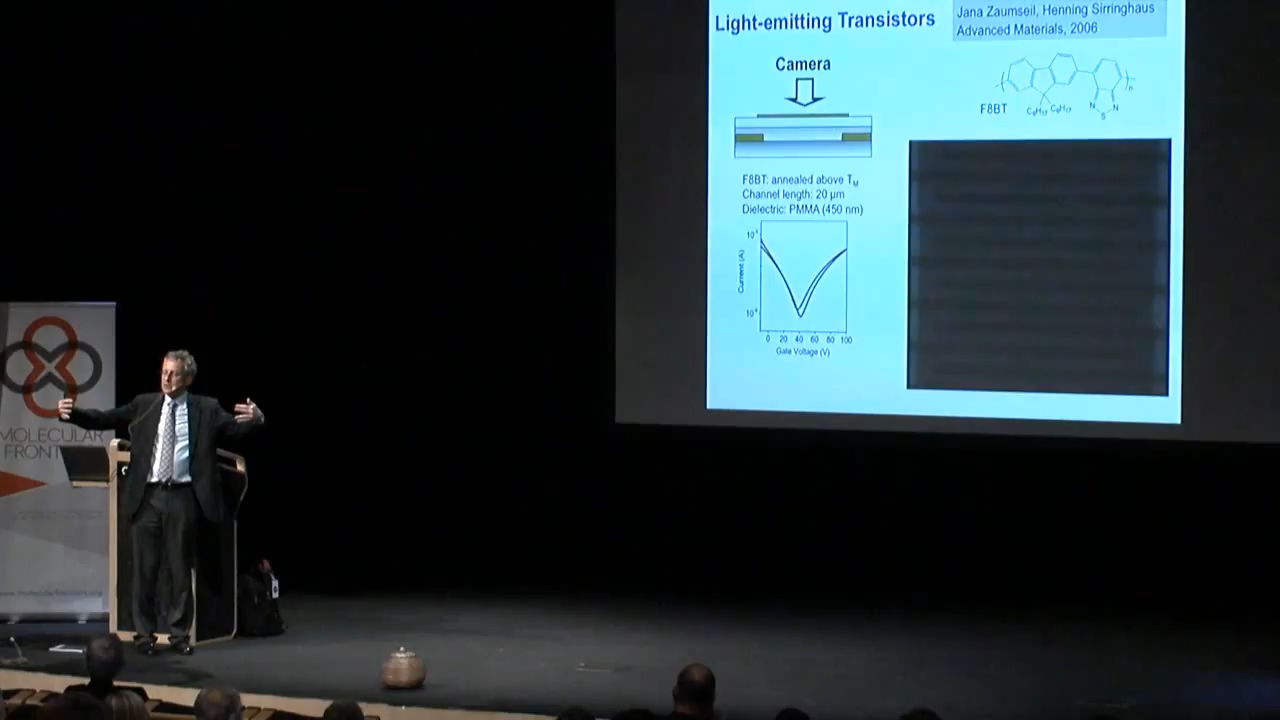 Light-emitting Transistors
Jana Zaumseil, Henning Sirringhaus
Advanced Materials, 2006
Camera
F8BT
C₈H₁₇ C₈H₁₇
N S N
n
F8BT: annealed above TM
Channel length: 20 µm
Dielectric: PMMA (450 nm)
Current (A)
0 20 40 60 80 100
Gate Voltage (V)
MOLECULAR
FRONT